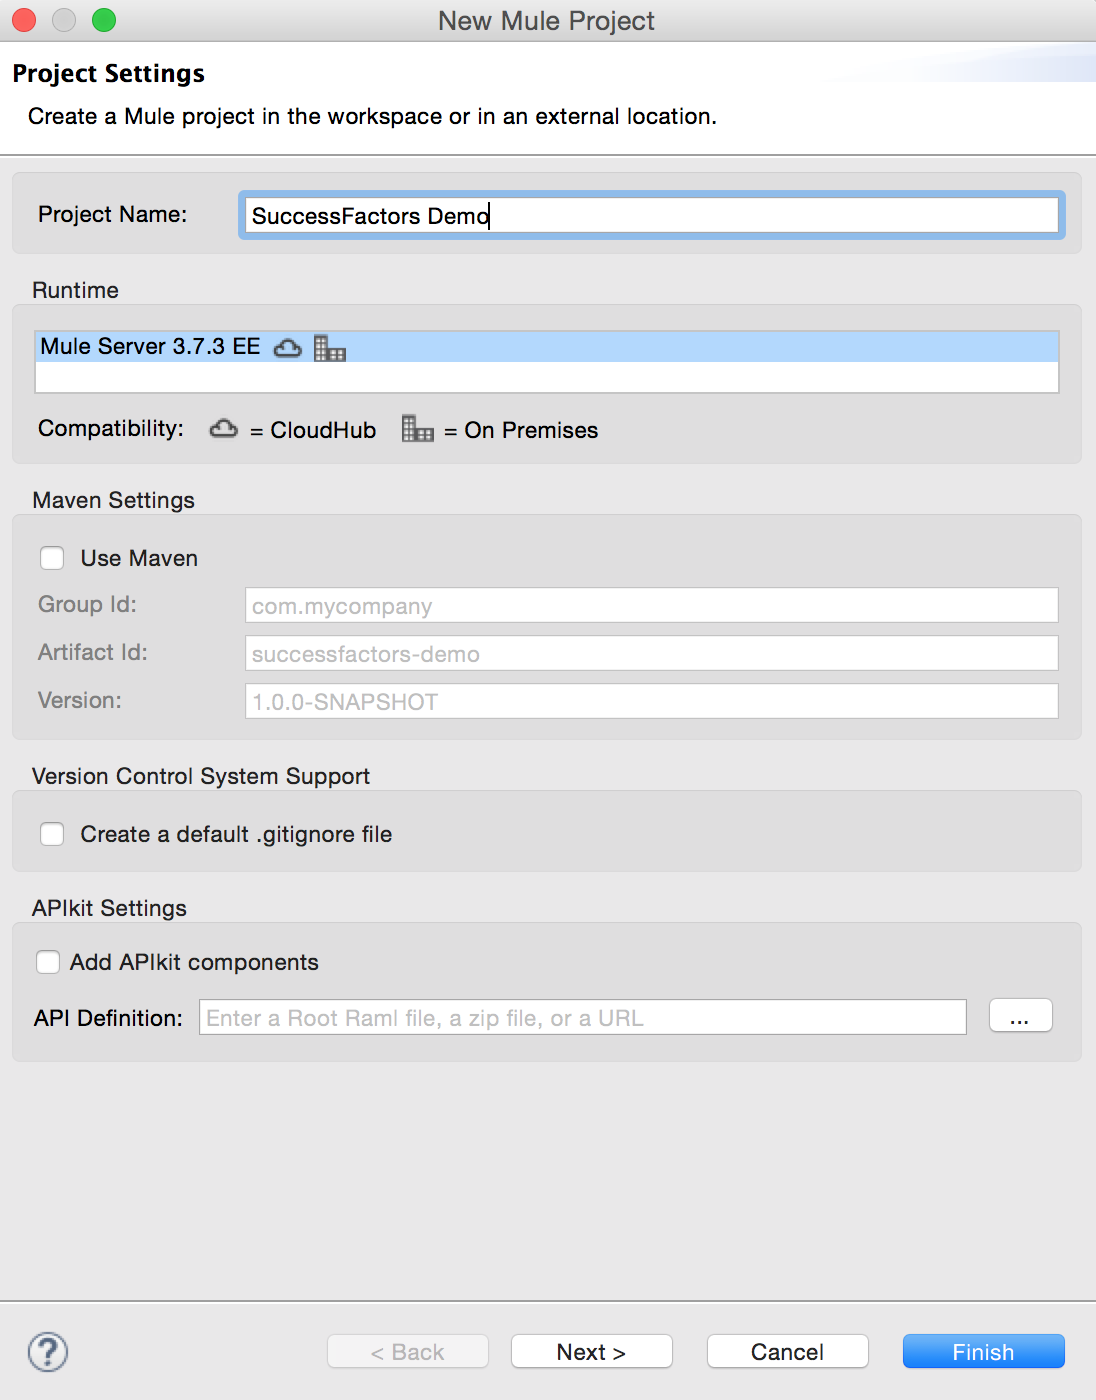 New Mule Project
Project Settings
Create a Mule project in the workspace or in an external location.
Project Name: SuccessFactors Demo
Runtime
Mule Server 3.7.3 EE
Compatibility: = CloudHub = On Premises
Maven Settings
Use Maven
Group Id: com.mycompany
Artifact Id: successfactors-demo
Version: 1.0.0-SNAPSHOT
Version Control System Support
Create a default .gitignore file
APIkit Settings
Add APIkit components
API Definition: Enter a Root Raml file, a zip file, or a URL ...
? < Back Next > Cancel Finish